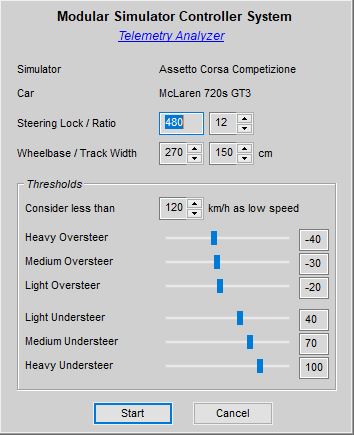 Modular Simulator Controller System
Telemetry Analyzer
Simulator Assetto Corsa Competizione
Car McLaren 720s GT3
Steering Lock / Ratio 480 12
Wheelbase / Track Width 270 150 cm
Thresholds
Consider less than 120 km/h as low speed
Heavy Oversteer -40
Medium Oversteer -30
Light Oversteer -20
Light Understeer 40
Medium Understeer 70
Heavy Understeer 100
Start Cancel